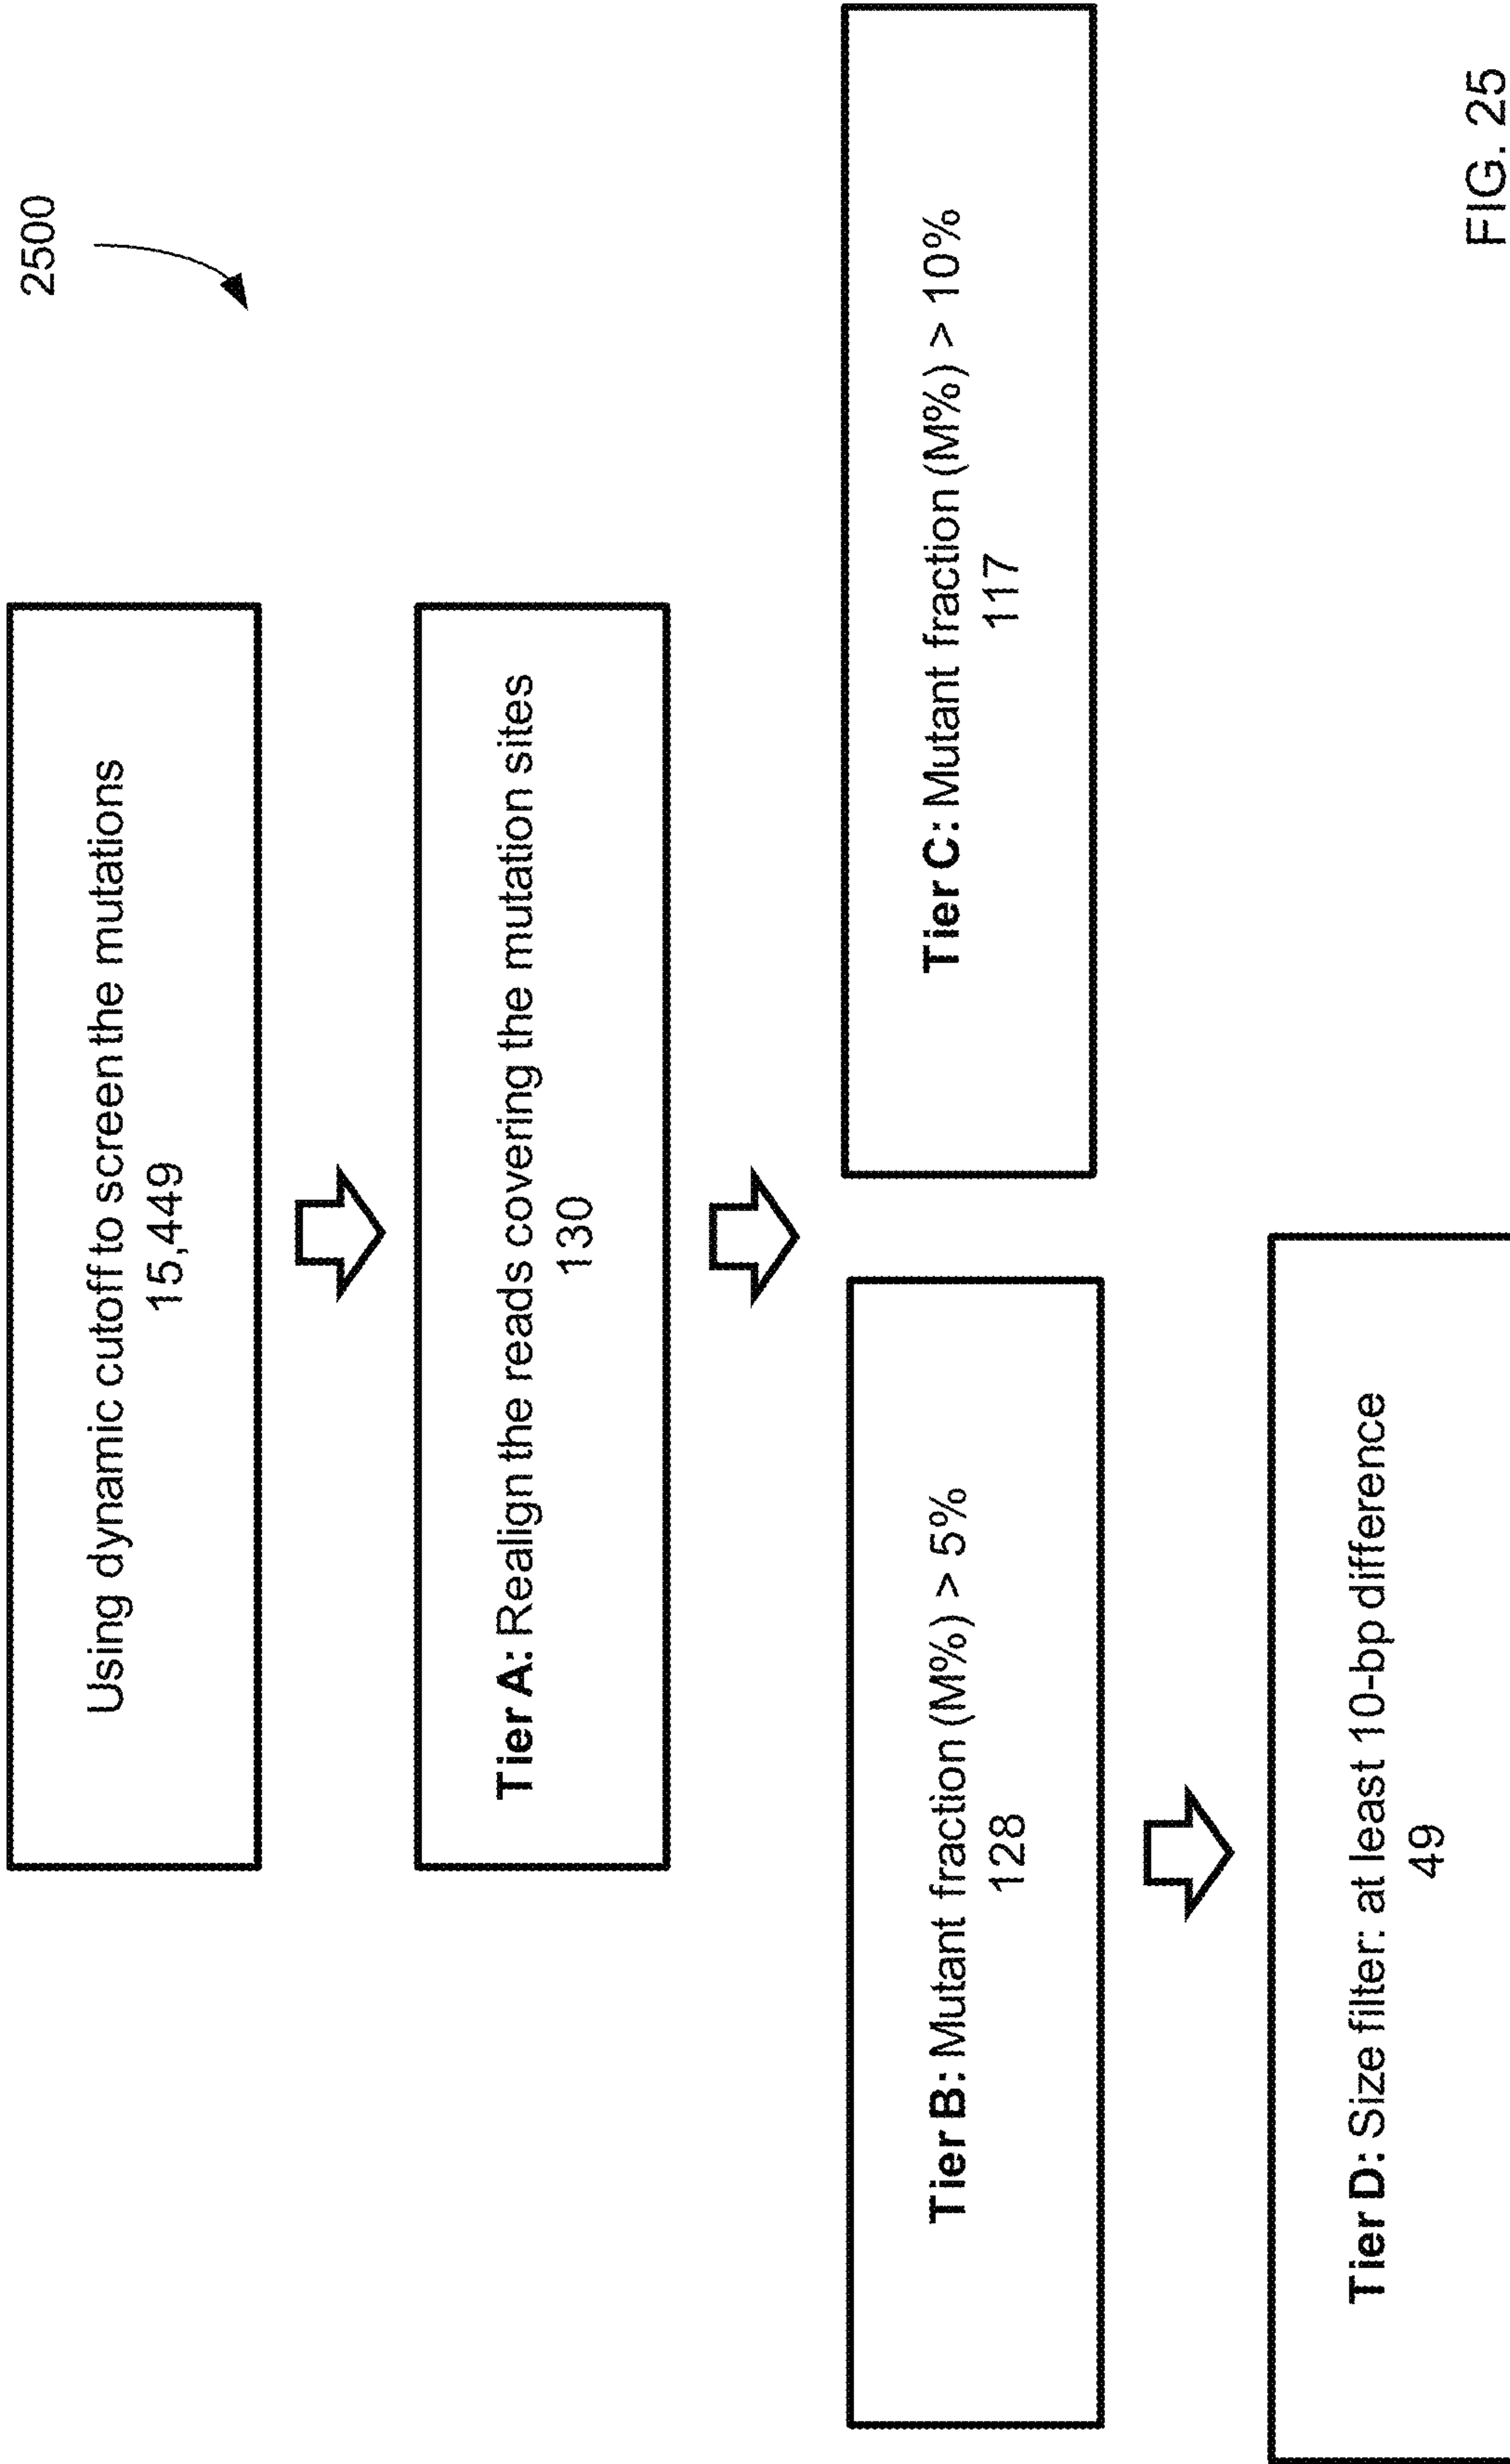 2500
Using dynamic cutoff to screen the mutations
15,449
Tier A: Realign the reads covering the mutation sites
130
Tier B: Mutant fraction (M%) > 5%
128
Tier C: Mutant fraction (M%) > 10%
117
Tier D: Size filter: at least 10-bp difference
49
FIG. 25